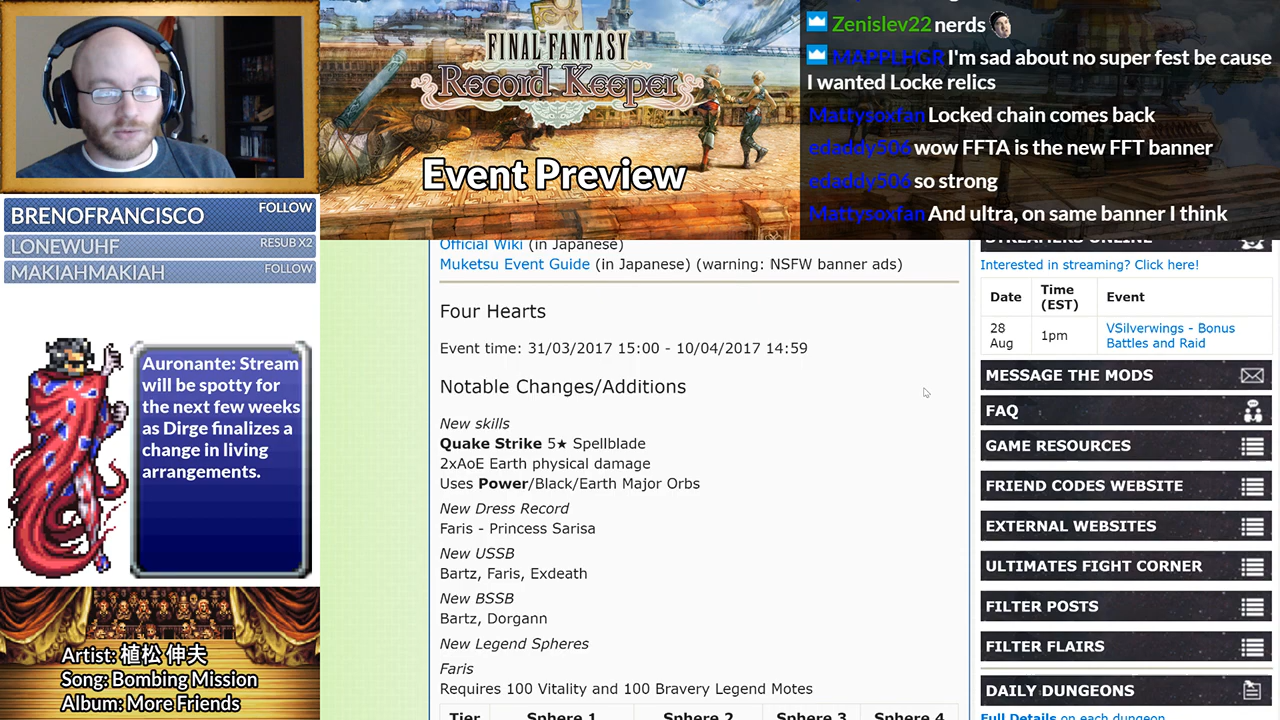 FINAL FANTASY
Record Keeper
Event Preview
Zenislev22 nerds
MAPPLHGR I'm sad about no super fest be cause
I wanted Locke relics
Mattysoxfan Locked chain comes back
edaddy506 wow FFTA is the new FFT banner
edaddy506 so strong
Mattysoxfan And ultra, on same banner I think
BRENOFRANCISCO FOLLOW
LONEWUHF RESUB X2
MAKIAHMAKIAH FOLLOW
Auronante: Stream
will be spotty for
the next few weeks
as Dirge finalizes a
change in living
arrangements.
Artist: 植松 伸夫
Song: Bombing Mission
Album: More Friends
Official Wiki (in Japanese)
Muketsu Event Guide (in Japanese) (warning: NSFW banner ads)
Four Hearts
Event time: 31/03/2017 15:00 - 10/04/2017 14:59
Notable Changes/Additions
New skills
Quake Strike 5★ Spellblade
2xAoE Earth physical damage
Uses Power/Black/Earth Major Orbs
New Dress Record
Faris - Princess Sarisa
New USSB
Bartz, Faris, Exdeath
New BSSB
Bartz, Dorgann
New Legend Spheres
Faris
Requires 100 Vitality and 100 Bravery Legend Motes
Tier Sphere 1 Sphere 2 Sphere 3 Sphere 4
STREAMERS ONLINE
Interested in streaming? Click here!
Date Time (EST) Event
28 Aug 1pm VSilverwings - Bonus
Battles and Raid
MESSAGE THE MODS
FAQ
GAME RESOURCES
FRIEND CODES WEBSITE
EXTERNAL WEBSITES
ULTIMATES FIGHT CORNER
FILTER POSTS
FILTER FLAIRS
DAILY DUNGEONS
Full Details on each dungeon